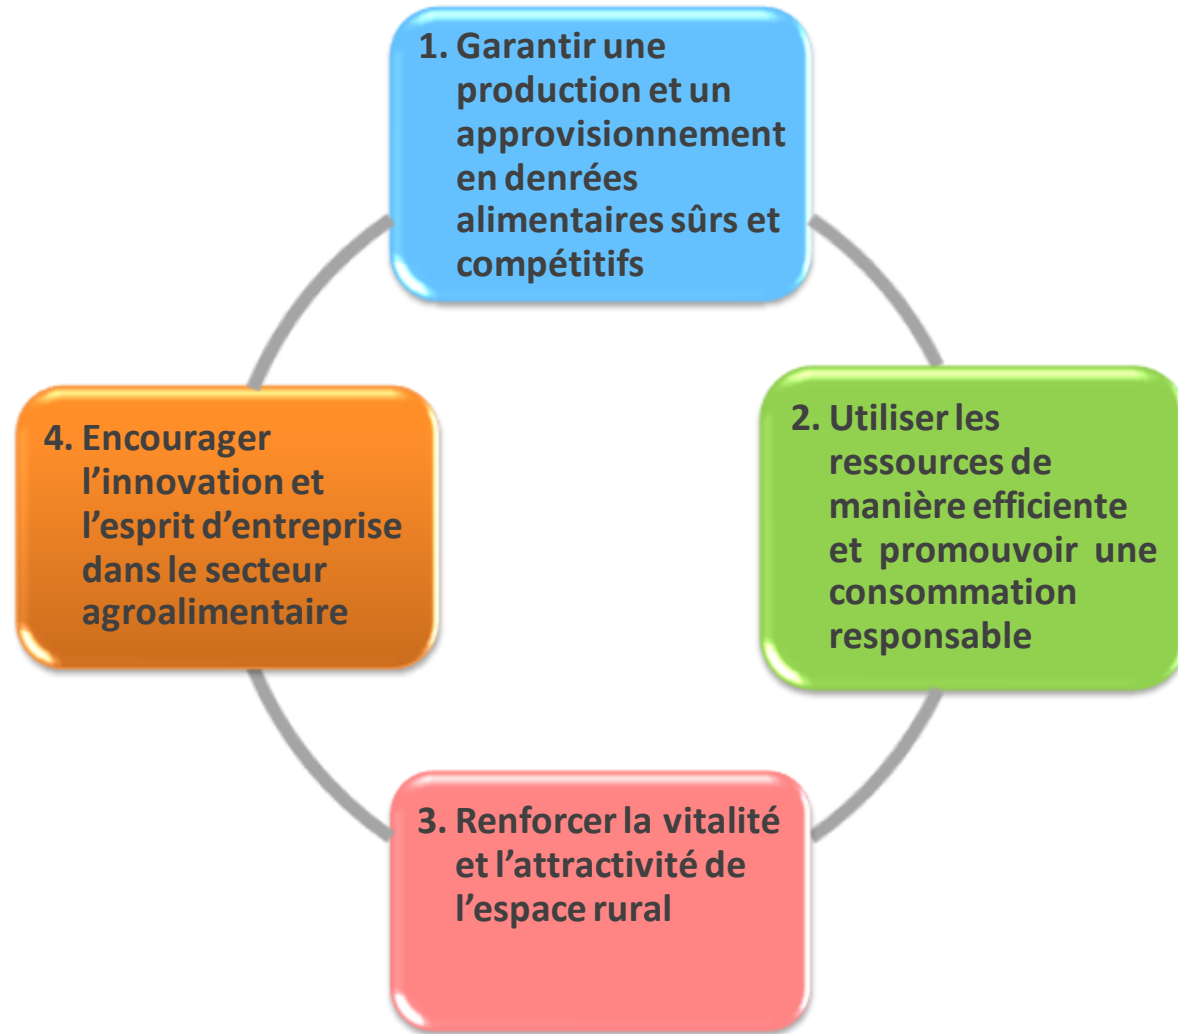 1. Garantir une
production et un
approvisionnement
en denrées
alimentaires sûrs et
compétitifs
2. Utiliser les
ressources de
manière efficiente
et promouvoir une
consommation
responsable
3. Renforcer la vitalité
et l’attractivité de
l’espace rural
4. Encourager
l’innovation et
l’esprit d’entreprise
dans le secteur
agroalimentaire